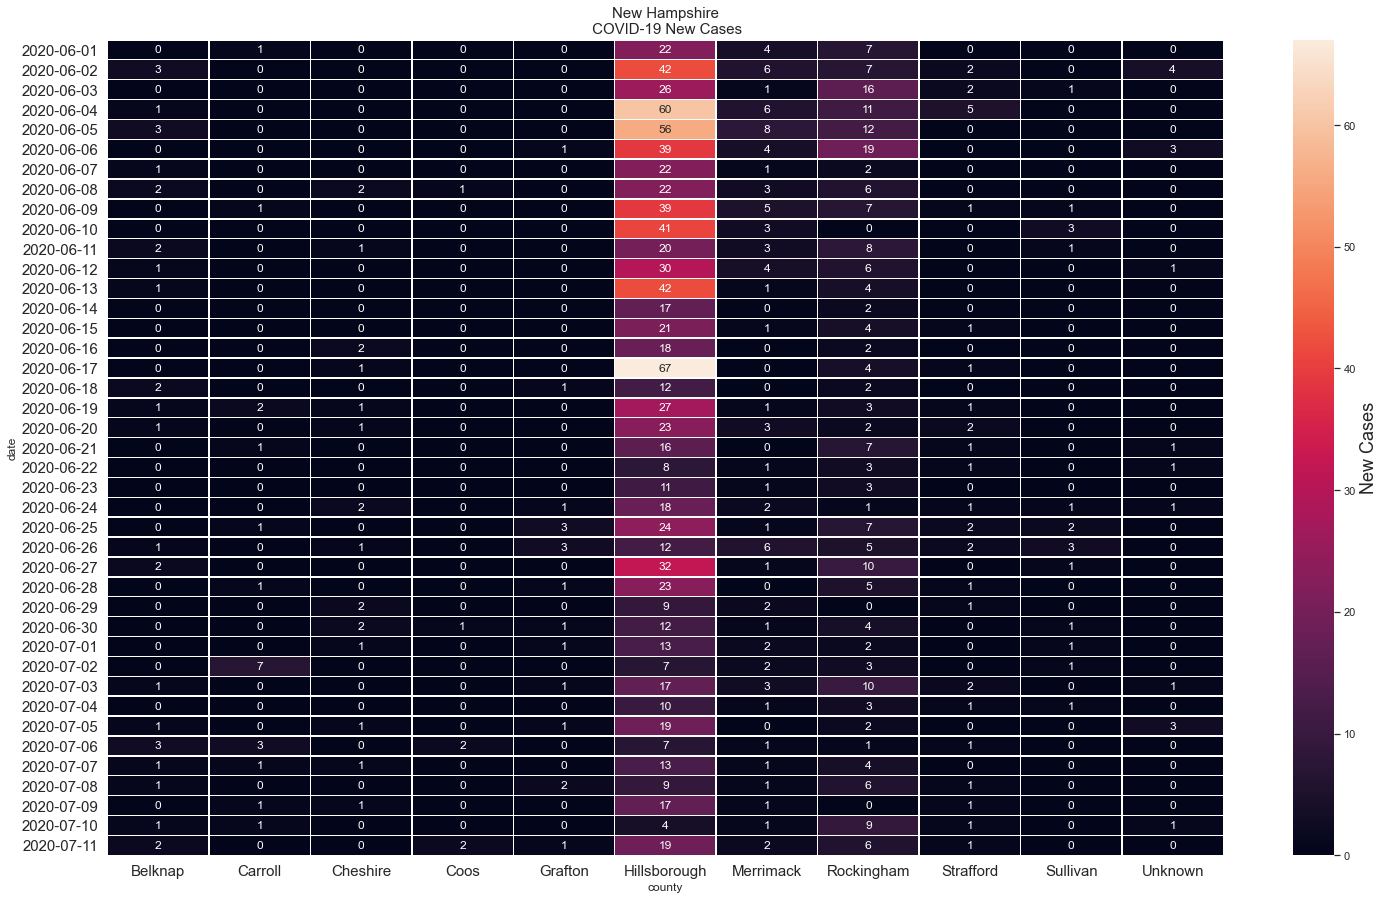 New Hampshire
COVID-19 New Cases
2020-06-01 0 1 0 0 0 22 4 7 0 0 0
2020-06-02 3 0 0 0 0 42 6 7 2 0 4
2020-06-03 0 0 0 0 0 26 1 16 2 1 0
2020-06-04 1 0 0 0 0 60 6 11 5 0 0
2020-06-05 3 0 0 0 0 56 8 12 0 0 0
2020-06-06 0 0 0 0 1 39 4 19 0 0 3
2020-06-07 1 0 0 0 0 22 1 2 0 0 0
2020-06-08 2 0 2 1 0 22 3 6 0 0 0
2020-06-09 0 1 0 0 0 39 5 7 1 1 0
2020-06-10 0 0 0 0 0 41 3 0 0 3 0
2020-06-11 2 0 1 0 0 20 3 8 0 1 0
2020-06-12 1 0 0 0 0 30 4 6 0 0 1
2020-06-13 1 0 0 0 0 42 1 4 0 0 0
2020-06-14 0 0 0 0 0 17 0 2 0 0 0
2020-06-15 0 0 0 0 0 21 1 4 1 0 0
2020-06-16 0 0 2 0 0 18 0 2 0 0 0
2020-06-17 0 0 1 0 0 67 0 4 1 0 0
2020-06-18 2 0 0 0 1 12 0 2 0 0 0
2020-06-19 1 2 1 0 0 27 1 3 1 0 0
2020-06-20 1 0 1 0 0 23 3 2 2 0 0
2020-06-21 0 1 0 0 0 16 0 7 1 0 1
2020-06-22 0 0 0 0 0 8 1 3 1 0 1
2020-06-23 0 0 0 0 0 11 1 3 0 0 0
2020-06-24 0 0 2 0 1 18 2 1 1 1 1
2020-06-25 0 1 0 0 3 24 1 7 2 2 0
2020-06-26 1 0 1 0 3 12 6 5 2 3 0
2020-06-27 2 0 0 0 0 32 1 10 0 1 0
2020-06-28 0 1 0 0 1 23 0 5 1 0 0
2020-06-29 0 0 2 0 0 9 2 0 1 0 0
2020-06-30 0 0 2 1 1 12 1 4 0 1 0
2020-07-01 0 0 1 0 1 13 2 2 0 1 0
2020-07-02 0 7 0 0 0 7 2 3 0 1 0
2020-07-03 1 0 0 0 1 17 3 10 2 0 1
2020-07-04 0 0 0 0 0 10 1 3 1 1 0
2020-07-05 1 0 1 0 1 19 0 2 0 0 3
2020-07-06 3 3 0 2 0 7 1 1 1 0 0
2020-07-07 1 1 1 0 0 13 1 4 0 0 0
2020-07-08 1 0 0 0 2 9 1 6 1 0 0
2020-07-09 0 1 1 0 0 17 1 0 1 0 0
2020-07-10 1 1 0 0 0 4 1 9 1 0 1
2020-07-11 2 0 0 2 1 19 2 6 1 0 0
Belknap Carroll Cheshire Coos Grafton Hillsborough Merrimack Rockingham Strafford Sullivan Unknown
county
date
60
50
40
30
20
10
0
New Cases